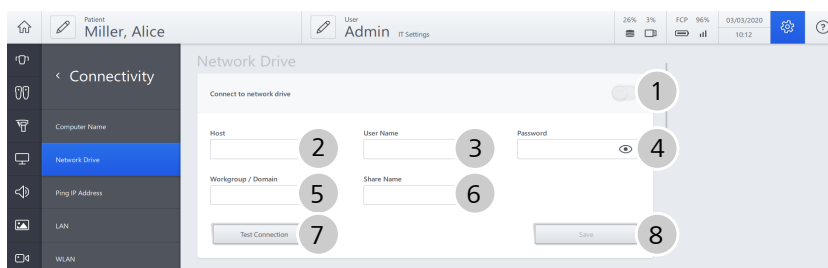 Patient
Miller, Alice
User
Admin IT Settings
26% 3%
FCP 96%
03/03/2020
10:12
?
‹ Connectivity
Computer Name
Network Drive
Ping IP Address
LAN
WLAN
Network Drive
Connect to network drive
1
Host
User Name
Password
2
3
4
Workgroup / Domain
Share Name
5
6
Test Connection
7
Save
8